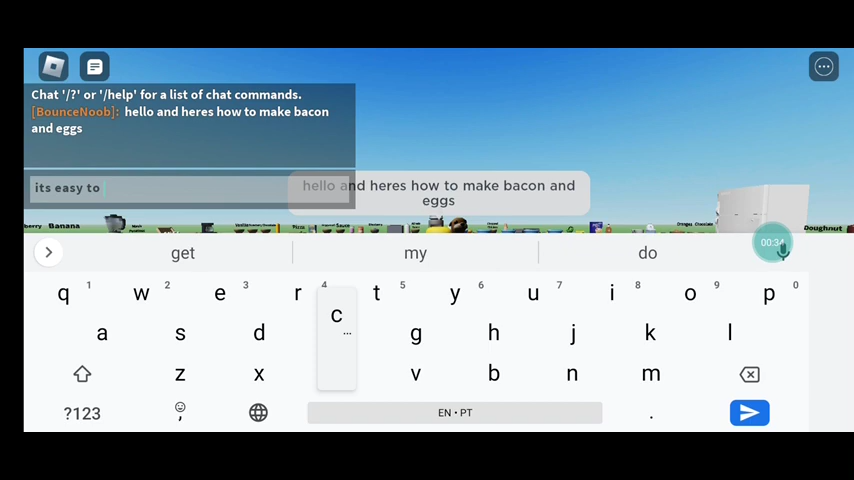 Chat '/?' or '/help' for a list of chat commands.
[BounceNoob]: hello and heres how to make bacon
and eggs
its easy to
hello and heres how to make bacon and
eggs
Banana
Pizza
Sauce
Doughnut
00:34
get my do
q 1 w 2 e 3 r 4 t 5 y 6 u 7 i 8 o 9 p 0
c
...
a s d g h j k l
z x v b n m
?123 , EN • PT .